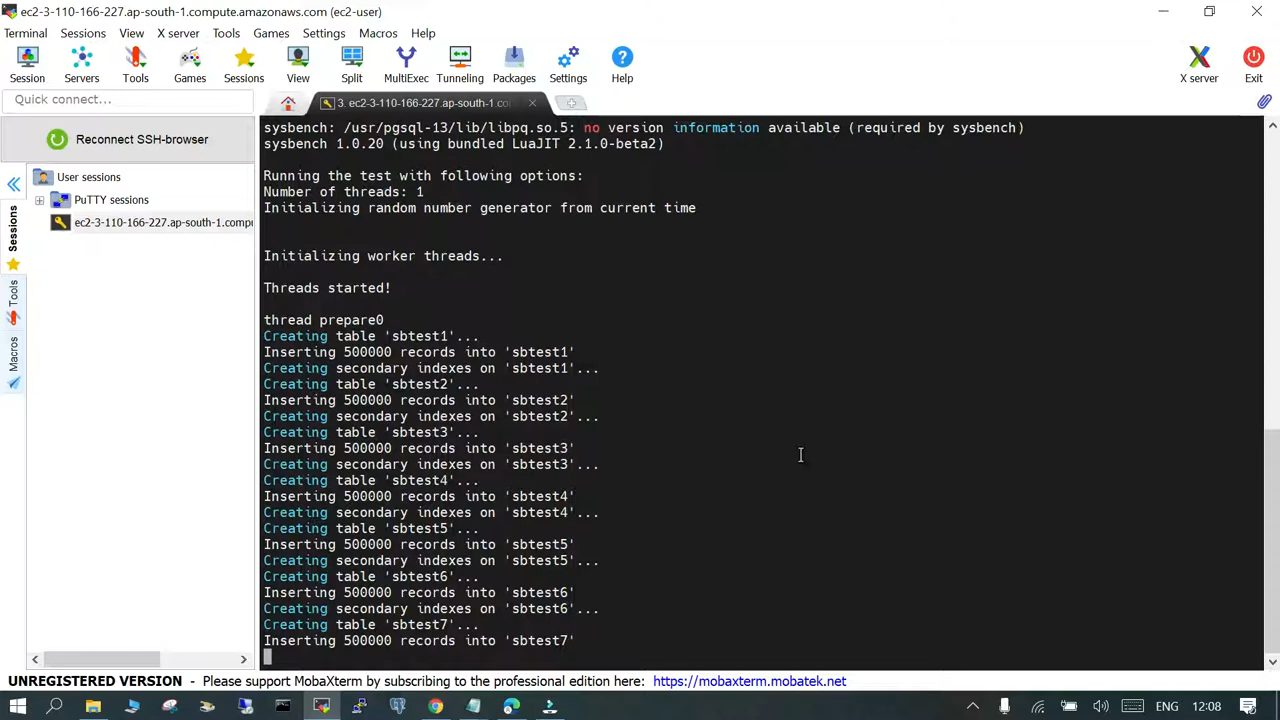 ec2-3-110-166-227.ap-south-1.compute.amazonaws.com (ec2-user)
Terminal Sessions View X server Tools Games Settings Macros Help
Session Servers Tools Games Sessions View Split MultiExec Tunneling Packages Settings Help X server Exit
Quick connect...
3. ec2-3-110-166-227.ap-south-1.co
Reconnect SSH-browser
User sessions
PuTTY sessions
ec2-3-110-166-227.ap-south-1.compu
Sessions
Tools
Macros
sysbench: /usr/pgsql-13/lib/libpq.so.5: no version information available (required by sysbench)
sysbench 1.0.20 (using bundled LuaJIT 2.1.0-beta2)
Running the test with following options:
Number of threads: 1
Initializing random number generator from current time
Initializing worker threads...
Threads started!
thread prepare0
Creating table 'sbtest1'...
Inserting 500000 records into 'sbtest1'
Creating secondary indexes on 'sbtest1'...
Creating table 'sbtest2'...
Inserting 500000 records into 'sbtest2'
Creating secondary indexes on 'sbtest2'...
Creating table 'sbtest3'...
Inserting 500000 records into 'sbtest3'
Creating secondary indexes on 'sbtest3'...
Creating table 'sbtest4'...
Inserting 500000 records into 'sbtest4'
Creating secondary indexes on 'sbtest4'...
Creating table 'sbtest5'...
Inserting 500000 records into 'sbtest5'
Creating secondary indexes on 'sbtest5'...
Creating table 'sbtest6'...
Inserting 500000 records into 'sbtest6'
Creating secondary indexes on 'sbtest6'...
Creating table 'sbtest7'...
Inserting 500000 records into 'sbtest7'
UNREGISTERED VERSION - Please support MobaXterm by subscribing to the professional edition here: https://mobaxterm.mobatek.net
ENG 12:08